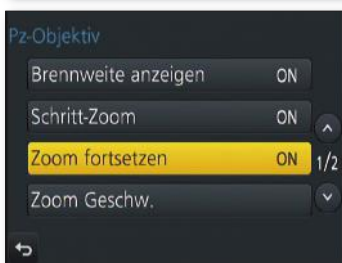 Pz-Objektiv
Brennweite anzeigen ON
Schritt-Zoom ON
Zoom fortsetzen ON
1/2
Zoom Geschw.